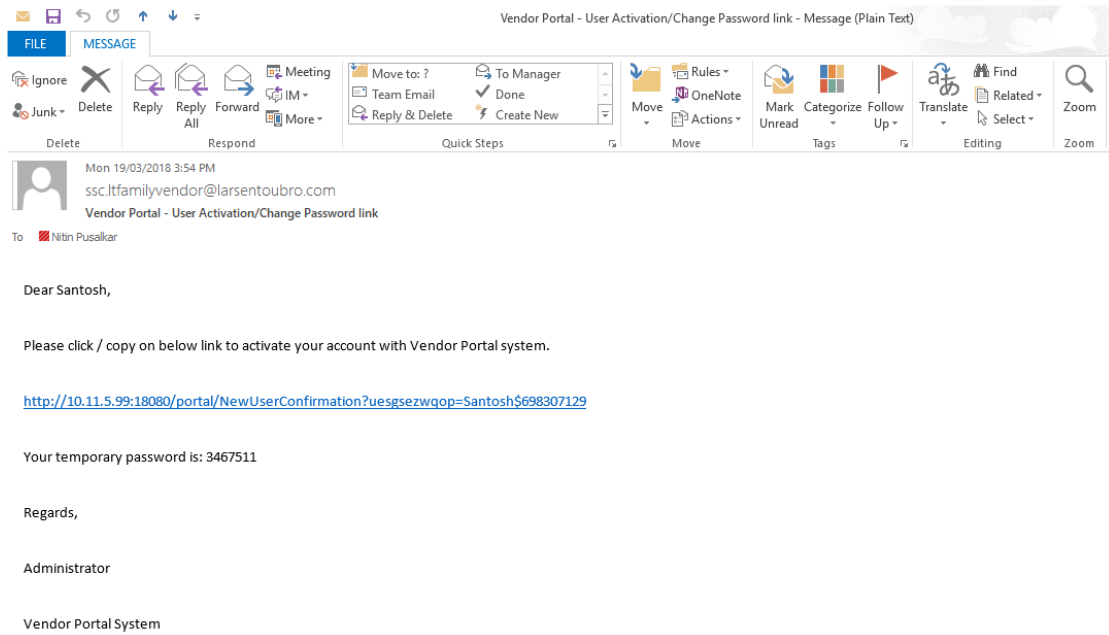 Vendor Portal - User Activation/Change Password link - Message (Plain Text)
FILE MESSAGE
Ignore
Junk
Delete
Reply
Reply All
Forward
Meeting
IM
More
Move to: ?
Team Email
Reply & Delete
To Manager
Done
Create New
Move
Rules
OneNote
Actions
Mark Unread
Categorize
Follow Up
Translate
Find
Related
Select
Zoom
Delete Respond Quick Steps Move Tags Editing Zoom
Mon 19/03/2018 3:54 PM
ssc.ltfamilyvendor@larsentoubro.com
Vendor Portal - User Activation/Change Password link
To Nitin Pusalkar
Dear Santosh,
Please click / copy on below link to activate your account with Vendor Portal system.
http://10.11.5.99:18080/portal/NewUserConfirmation?uesgsezwqop=Santosh$698307129
Your temporary password is: 3467511
Regards,
Administrator
Vendor Portal System